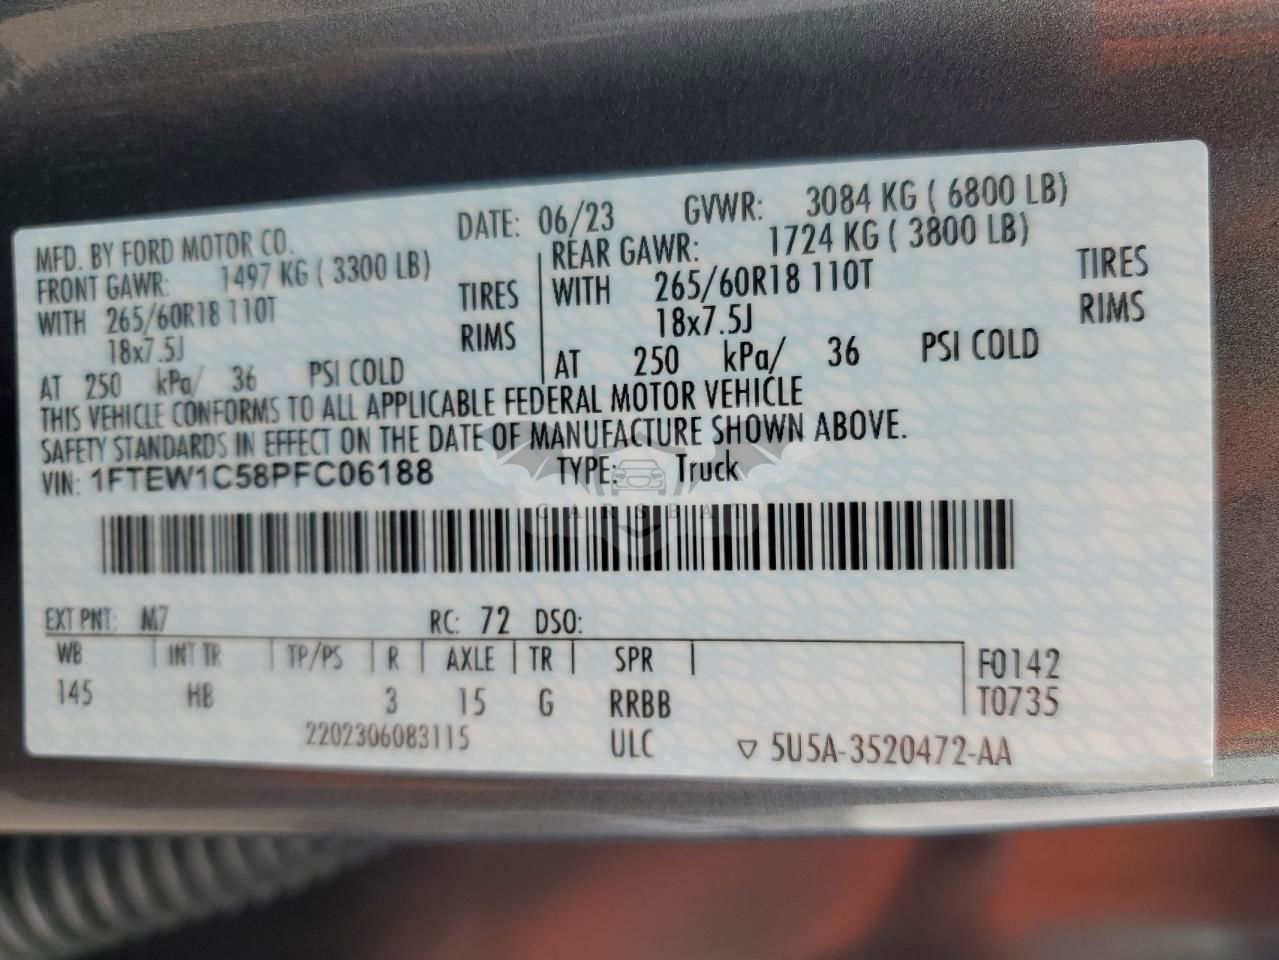 MFD. BY FORD MOTOR CO. DATE: 06/23 GVWR: 3084 KG ( 6800 LB)
FRONT GAWR: 1497 KG ( 3300 LB) REAR GAWR: 1724 KG ( 3800 LB)
WITH 265/60R18 110T TIRES WITH 265/60R18 110T TIRES
18x7.5J RIMS 18x7.5J RIMS
AT 250 kPa/ 36 PSI COLD AT 250 kPa/ 36 PSI COLD
THIS VEHICLE CONFORMS TO ALL APPLICABLE FEDERAL MOTOR VEHICLE
SAFETY STANDARDS IN EFFECT ON THE DATE OF MANUFACTURE SHOWN ABOVE.
VIN: 1FTEW1C58PFC06188 TYPE: Truck
CARSBAT
EXT PNT: M7 RC: 72 DSO:
WB INT TR TP/PS R AXLE TR SPR F0142
145 HB 3 15 G RRBB T0735
2202306083115 ULC ▽ 5U5A-3520472-AA